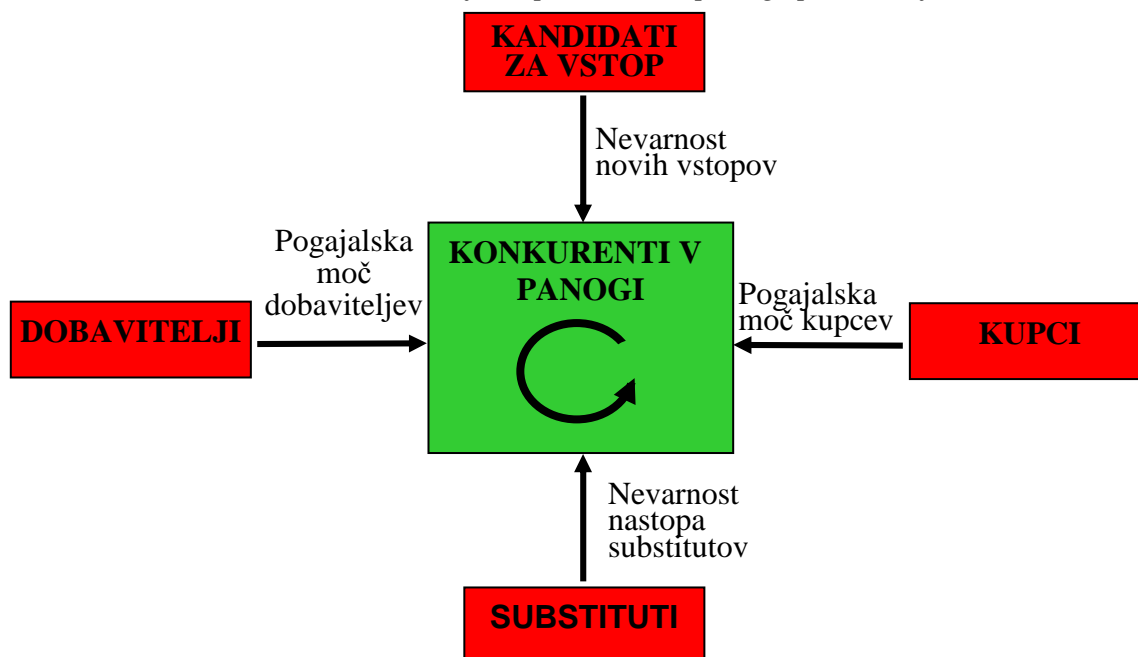 KANDIDATI
ZA VSTOP
Nevarnost
novih vstopov
Pogajalska
moč
dobaviteljev
KONKURENTI V
PANOGI
Pogajalska
moč kupcev
DOBAVITELJI
KUPCI
Nevarnost
nastopa
substitutov
SUBSTITUTI